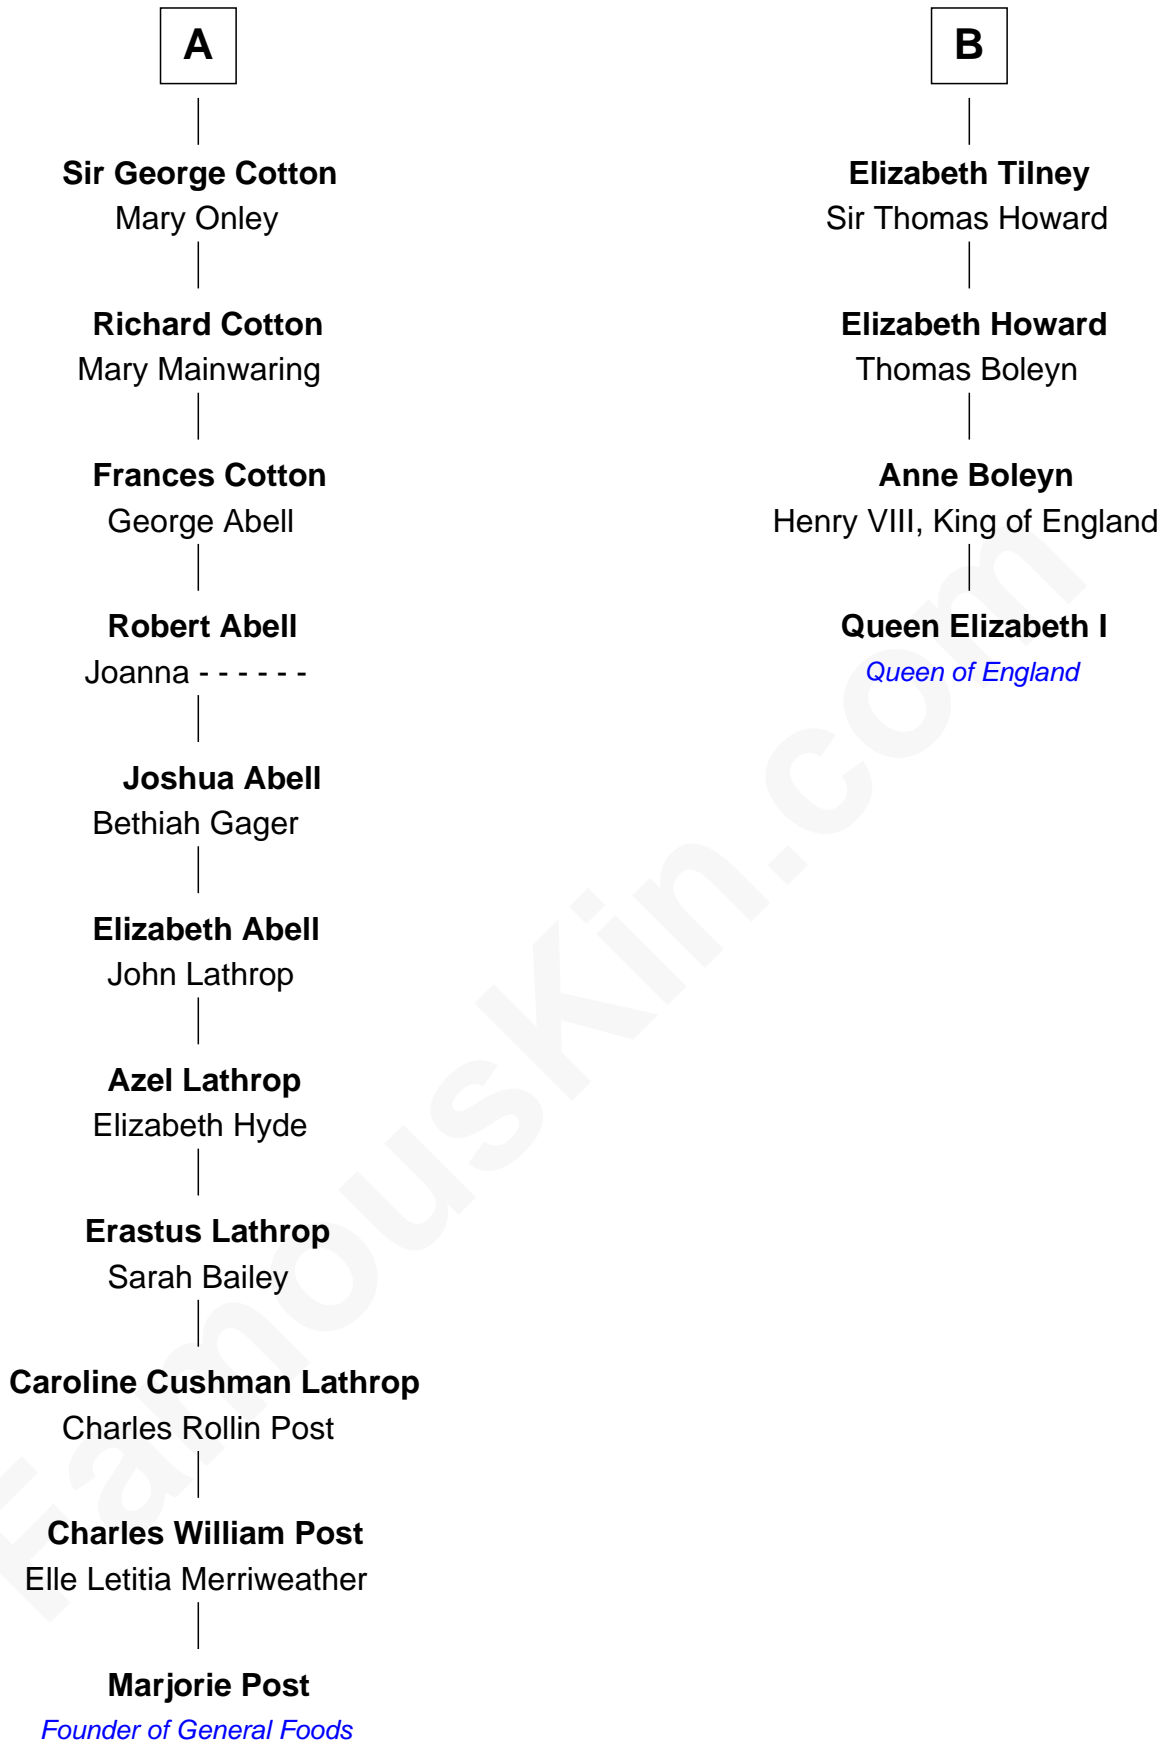 A
Sir George Cotton
Mary Onley
Richard Cotton
Mary Mainwaring
Frances Cotton
George Abell
Robert Abell
Joanna - - - - - -
Joshua Abell
Bethiah Gager
Elizabeth Abell
John Lathrop
Azel Lathrop
Elizabeth Hyde
Erastus Lathrop
Sarah Bailey
Caroline Cushman Lathrop
Charles Rollin Post
Charles William Post
Elle Letitia Merriweather
Marjorie Post
Founder of General Foods
B
Elizabeth Tilney
Sir Thomas Howard
Elizabeth Howard
Thomas Boleyn
Anne Boleyn
Henry VIII, King of England
Queen Elizabeth I
Queen of England
FamousKin.com